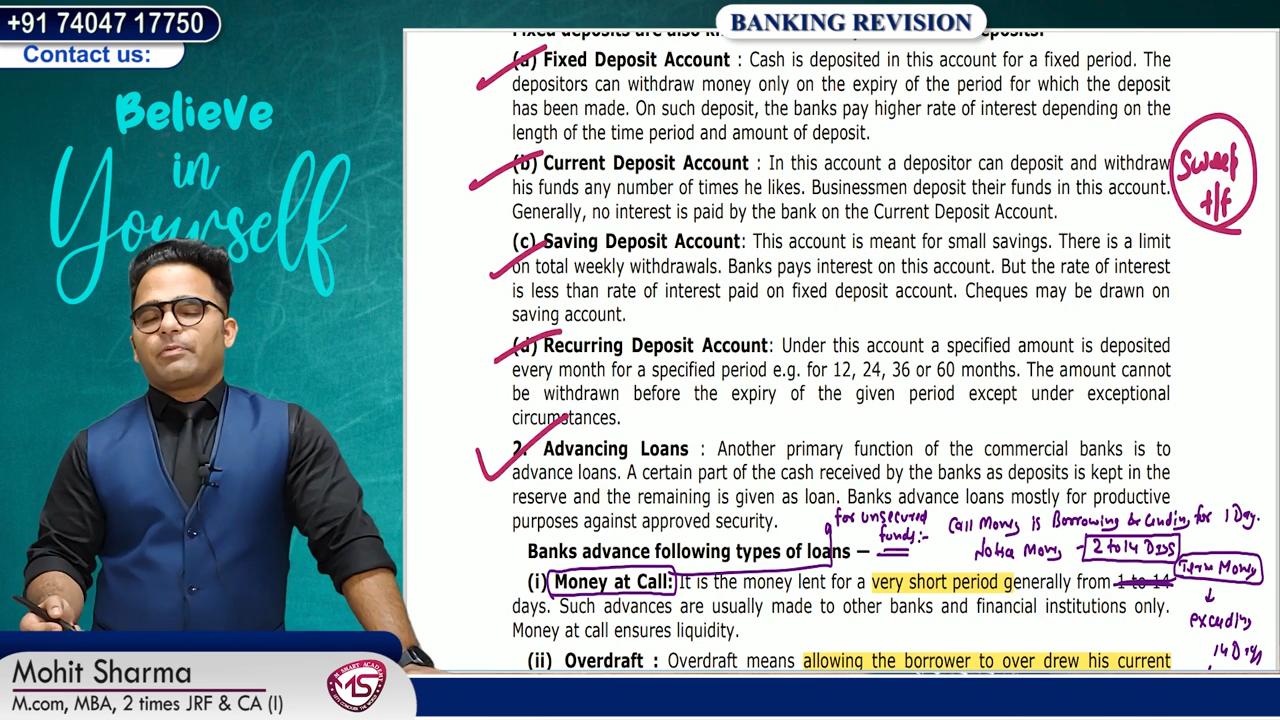 +91 74047 17750
Contact us:
BANKING REVISION
Believe
in
Yourself
(a) Fixed Deposit Account : Cash is deposited in this account for a fixed period. The
depositors can withdraw money only on the expiry of the period for which the deposit
has been made. On such deposit, the banks pay higher rate of interest depending on the
length of the time period and amount of deposit.
(b) Current Deposit Account : In this account a depositor can deposit and withdraw
his funds any number of times he likes. Businessmen deposit their funds in this account.
Generally, no interest is paid by the bank on the Current Deposit Account.
Sweep
t/f
(c) Saving Deposit Account: This account is meant for small savings. There is a limit
on total weekly withdrawals. Banks pays interest on this account. But the rate of interest
is less than rate of interest paid on fixed deposit account. Cheques may be drawn on
saving account.
(d) Recurring Deposit Account: Under this account a specified amount is deposited
every month for a specified period e.g. for 12, 24, 36 or 60 months. The amount cannot
be withdrawn before the expiry of the given period except under exceptional
circumstances.
2. Advancing Loans : Another primary function of the commercial banks is to
advance loans. A certain part of the cash received by the banks as deposits is kept in the
reserve and the remaining is given as loan. Banks advance loans mostly for productive
purposes against approved security.
for unsecured
funds:-
Call Money is Borrowing & Lending for 1 Day.
Money - 2 to 14 Days
Term Money
14 Days
Banks advance following types of loans –
(i) Money at Call: It is the money lent for a very short period generally from 1 to 14
days. Such advances are usually made to other banks and financial institutions only.
Money at call ensures liquidity.
(ii) Overdraft : Overdraft means allowing the borrower to over drew his current
Mohit Sharma
M.com, MBA, 2 times JRF & CA (I)
MS